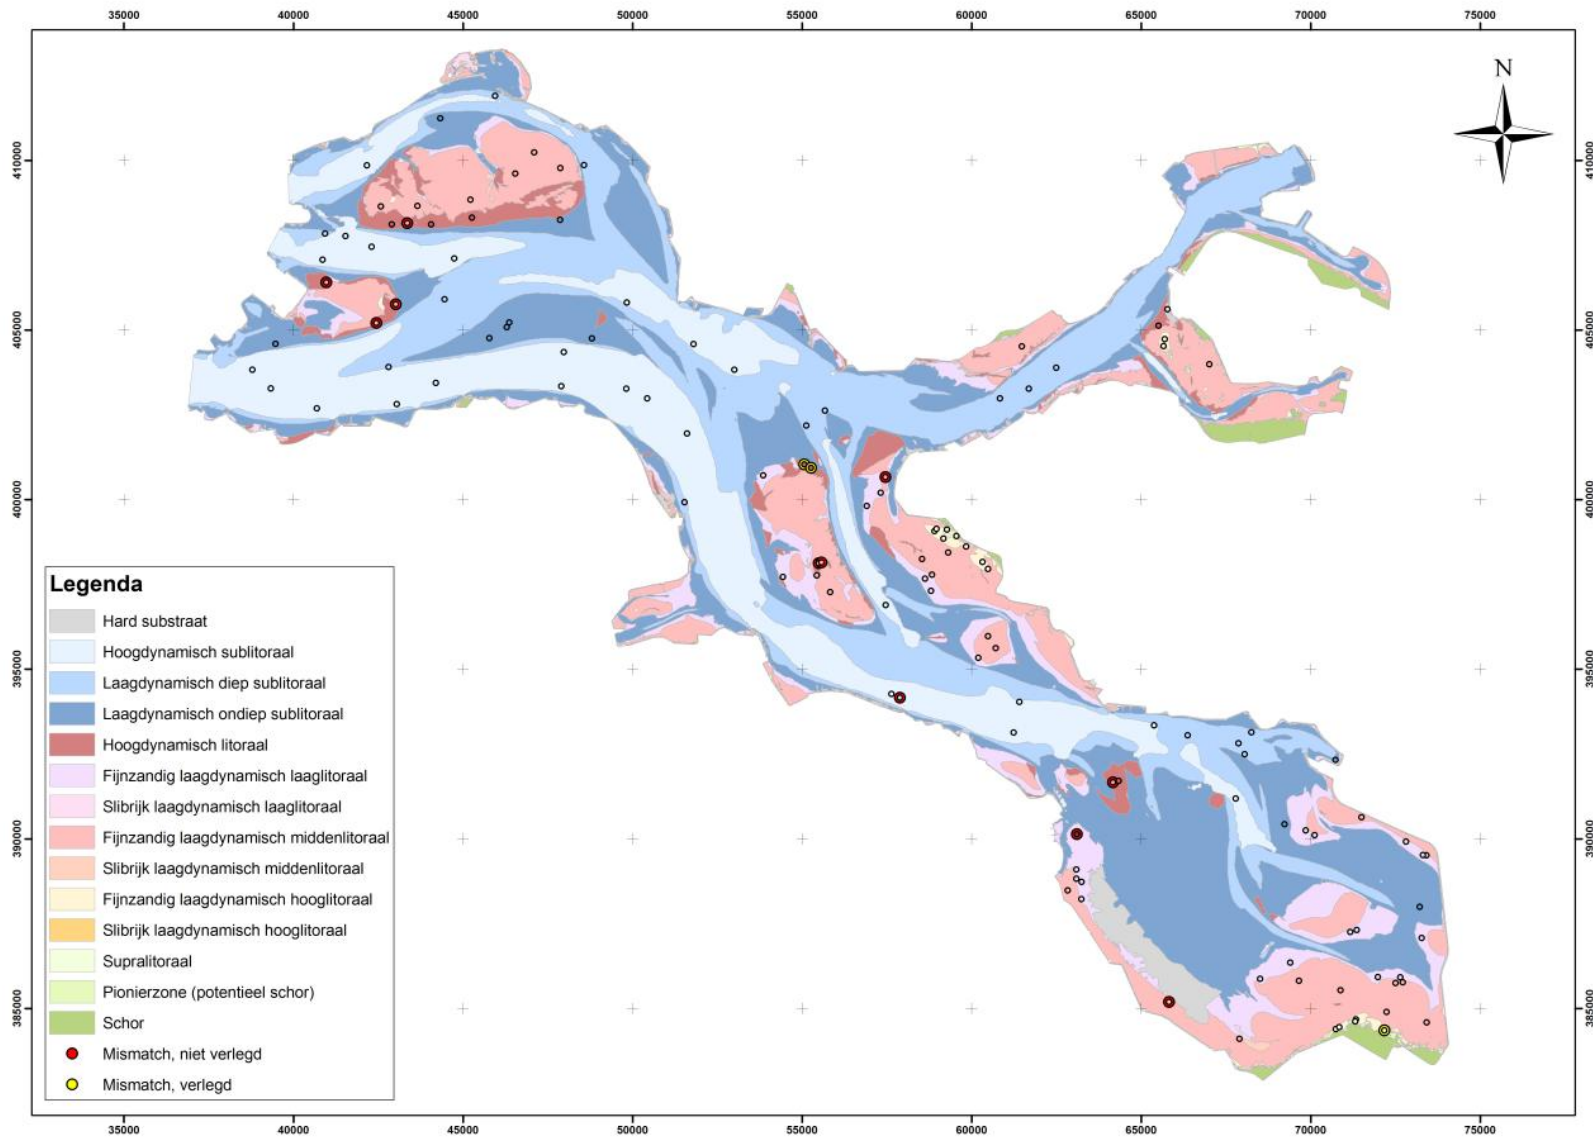 35000 40000 45000 50000 55000 60000 65000 70000 75000
N
410000 410000
405000 405000
400000 400000
395000 395000
390000 390000
385000 385000
Legenda
Hard substraat
Hoogdynamisch sublitoraal
Laagdynamisch diep sublitoraal
Laagdynamisch ondiep sublitoraal
Hoogdynamisch litoraal
Fijnzandig laagdynamisch laaglitoraal
Slibrijk laagdynamisch laaglitoraal
Fijnzandig laagdynamisch middenlitoraal
Slibrijk laagdynamisch middenlitoraal
Fijnzandig laagdynamisch hooglitoraal
Slibrijk laagdynamisch hooglitoraal
Supralitoraal
Pionierzone (potentieel schor)
Schor
Mismatch, niet verlegd
Mismatch, verlegd
35000 40000 45000 50000 55000 60000 65000 70000 75000